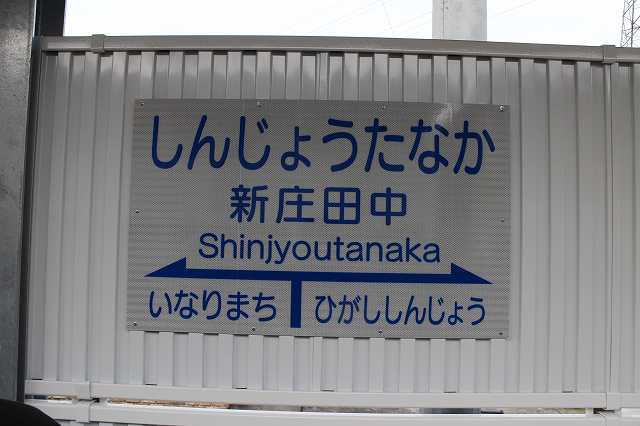 しんじょうたなか
新庄田中
Shinjyoutanaka
いなりまち ひがししんじょう